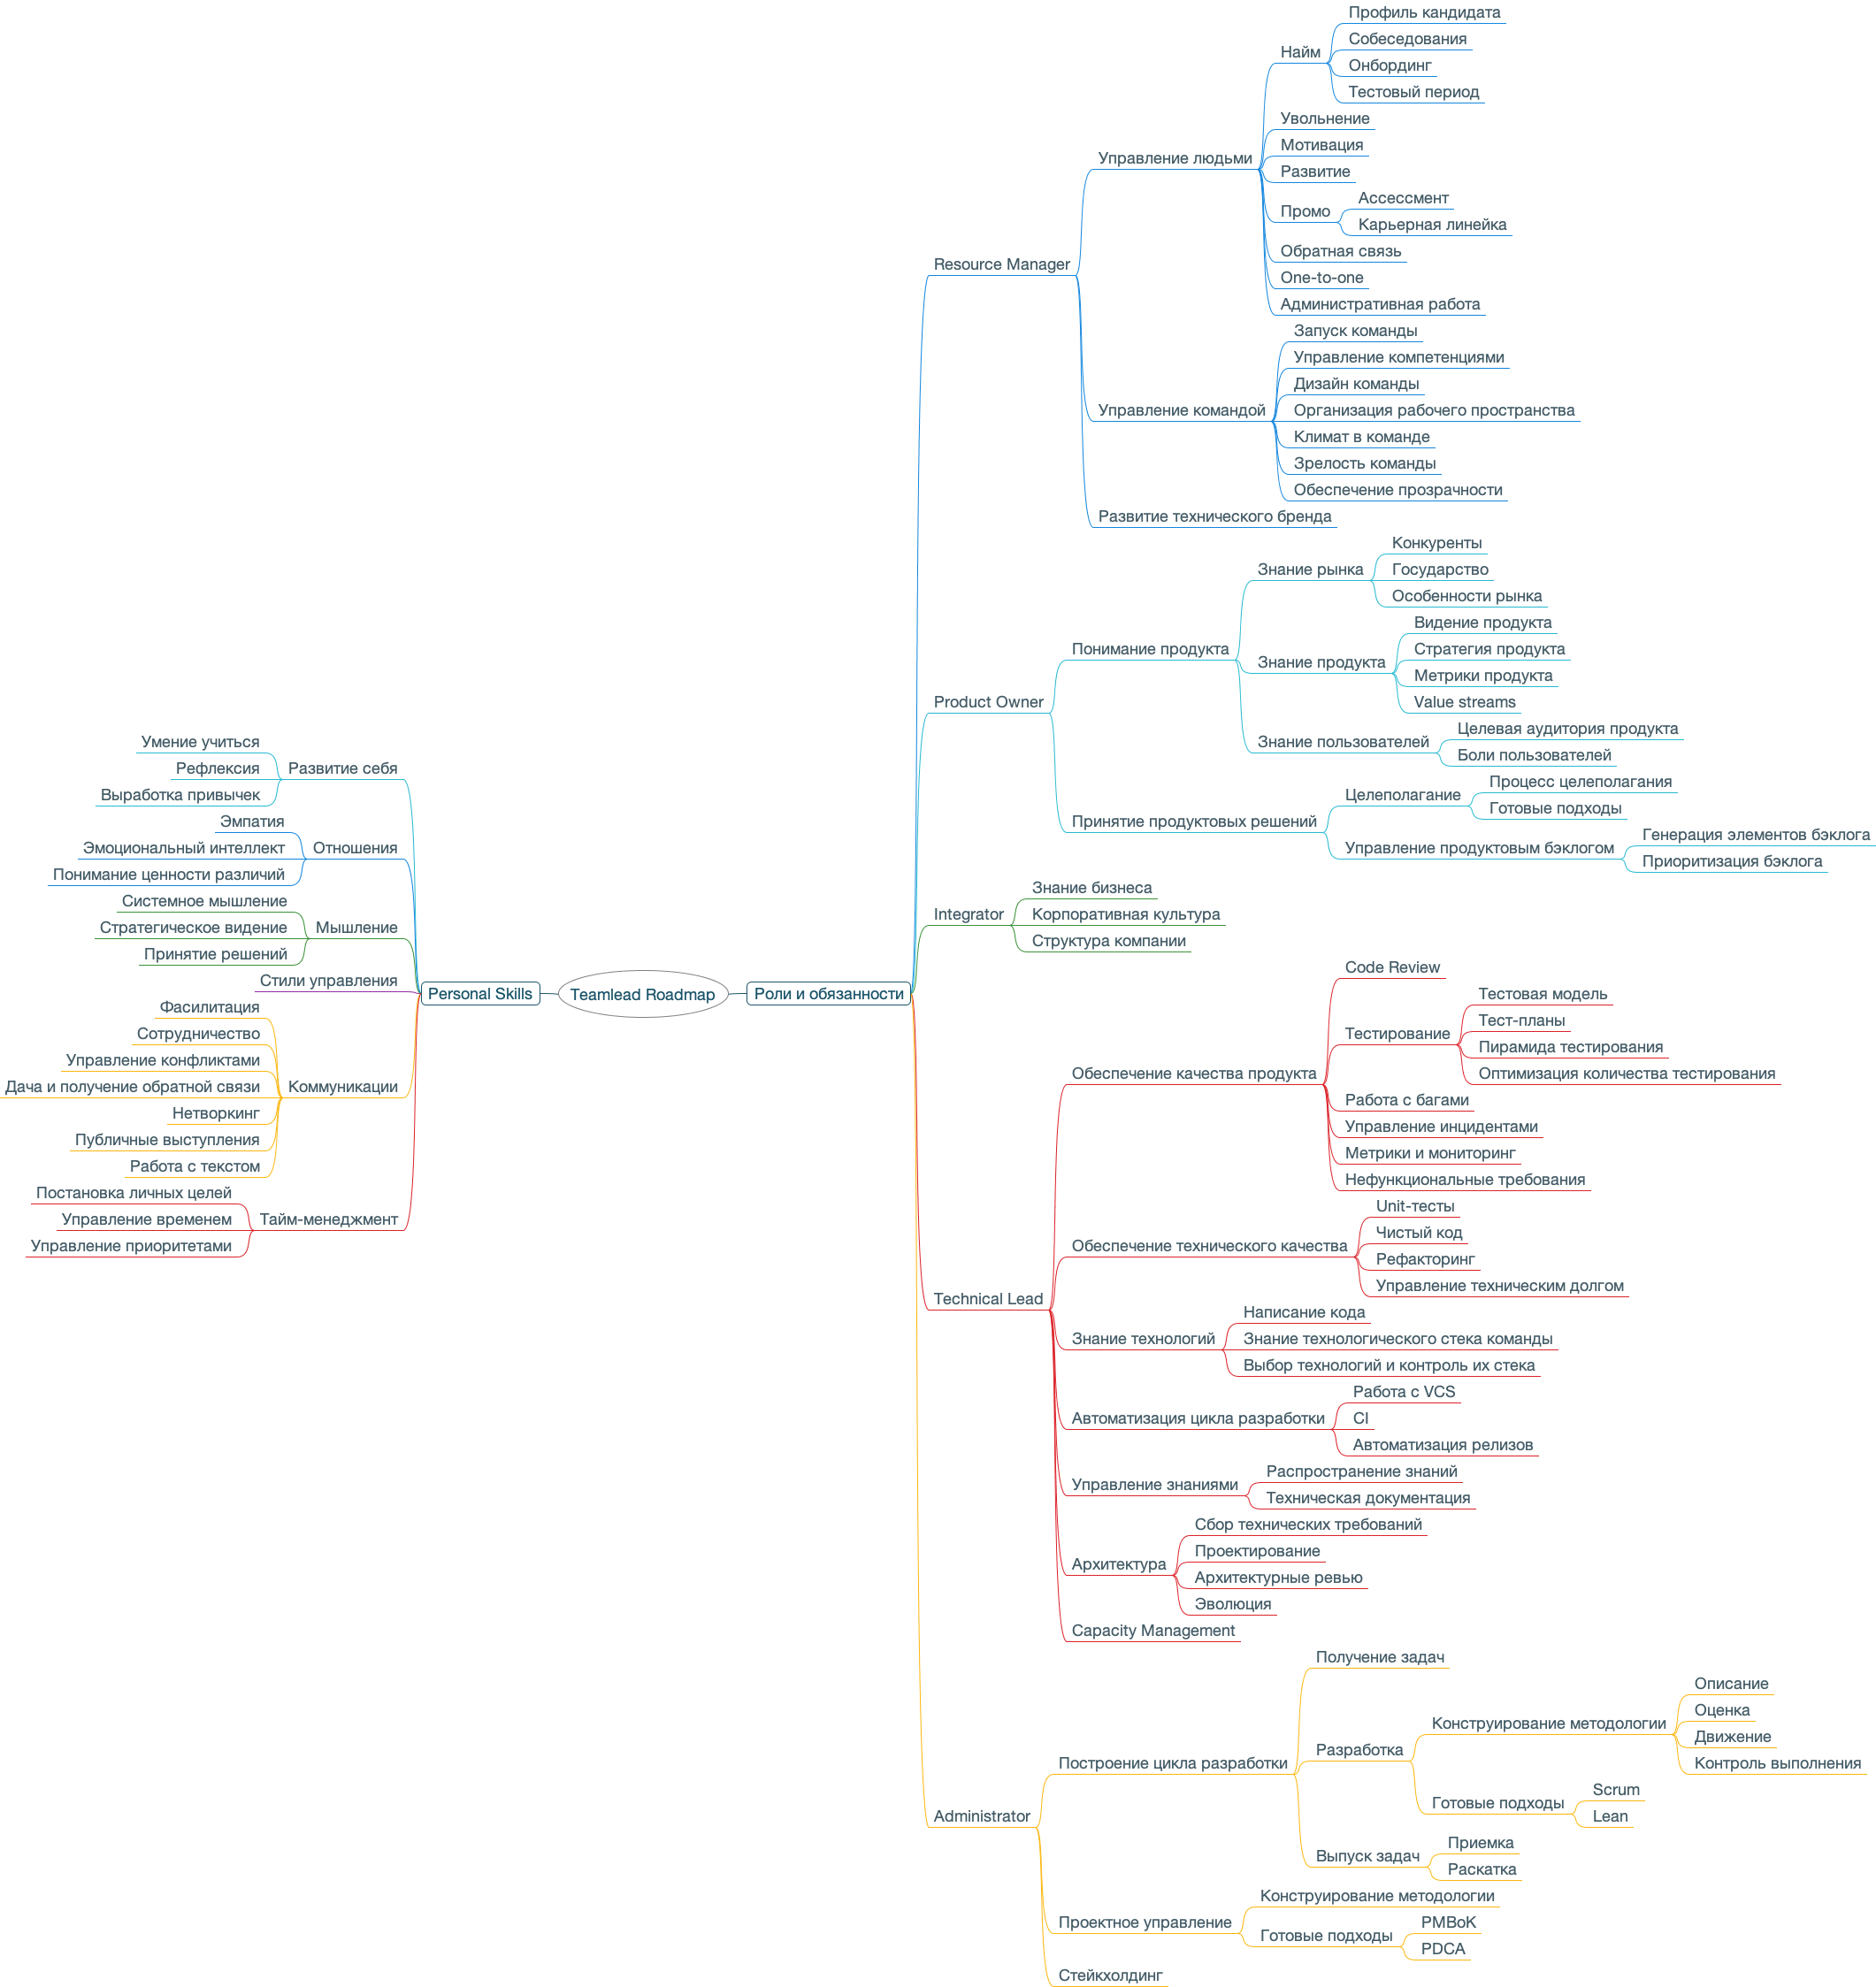 Teamlead Roadmap
Personal Skills
Развитие себя
Умение учиться
Рефлексия
Выработка привычек
Отношения
Эмпатия
Эмоциональный интеллект
Понимание ценности различий
Мышление
Системное мышление
Стратегическое видение
Принятие решений
Стили управления
Коммуникации
Фасилитация
Сотрудничество
Управление конфликтами
Дача и получение обратной связи
Нетворкинг
Публичные выступления
Работа с текстом
Тайм-менеджмент
Постановка личных целей
Управление временем
Управление приоритетами
Роли и обязанности
Resource Manager
Управление людьми
Найм
Профиль кандидата
Собеседования
Онбординг
Тестовый период
Увольнение
Мотивация
Развитие
Промо
Ассессмент
Карьерная линейка
Обратная связь
One-to-one
Административная работа
Управление командой
Запуск команды
Управление компетенциями
Дизайн команды
Организация рабочего пространства
Климат в команде
Зрелость команды
Обеспечение прозрачности
Развитие технического бренда
Product Owner
Понимание продукта
Знание рынка
Конкуренты
Государство
Особенности рынка
Знание продукта
Видение продукта
Стратегия продукта
Метрики продукта
Value streams
Знание пользователей
Целевая аудитория продукта
Боли пользователей
Принятие продуктовых решений
Целеполагание
Процесс целеполагания
Готовые подходы
Управление продуктовым бэклогом
Генерация элементов бэклога
Приоритизация бэклога
Integrator
Знание бизнеса
Корпоративная культура
Структура компании
Technical Lead
Обеспечение качества продукта
Code Review
Тестирование
Тестовая модель
Тест-планы
Пирамида тестирования
Оптимизация количества тестирования
Работа с багами
Управление инцидентами
Метрики и мониторинг
Нефункциональные требования
Обеспечение технического качества
Unit-тесты
Чистый код
Рефакторинг
Управление техническим долгом
Знание технологий
Написание кода
Знание технологического стека команды
Выбор технологий и контроль их стека
Автоматизация цикла разработки
Работа с VCS
CI
Автоматизация релизов
Управление знаниями
Распространение знаний
Техническая документация
Архитектура
Сбор технических требований
Проектирование
Архитектурные ревью
Эволюция
Capacity Management
Administrator
Построение цикла разработки
Получение задач
Разработка
Конструирование методологии
Описание
Оценка
Движение
Контроль выполнения
Готовые подходы
Scrum
Lean
Выпуск задач
Приемка
Раскатка
Проектное управление
Конструирование методологии
Готовые подходы
PMBoK
PDCA
Стейкхолдинг